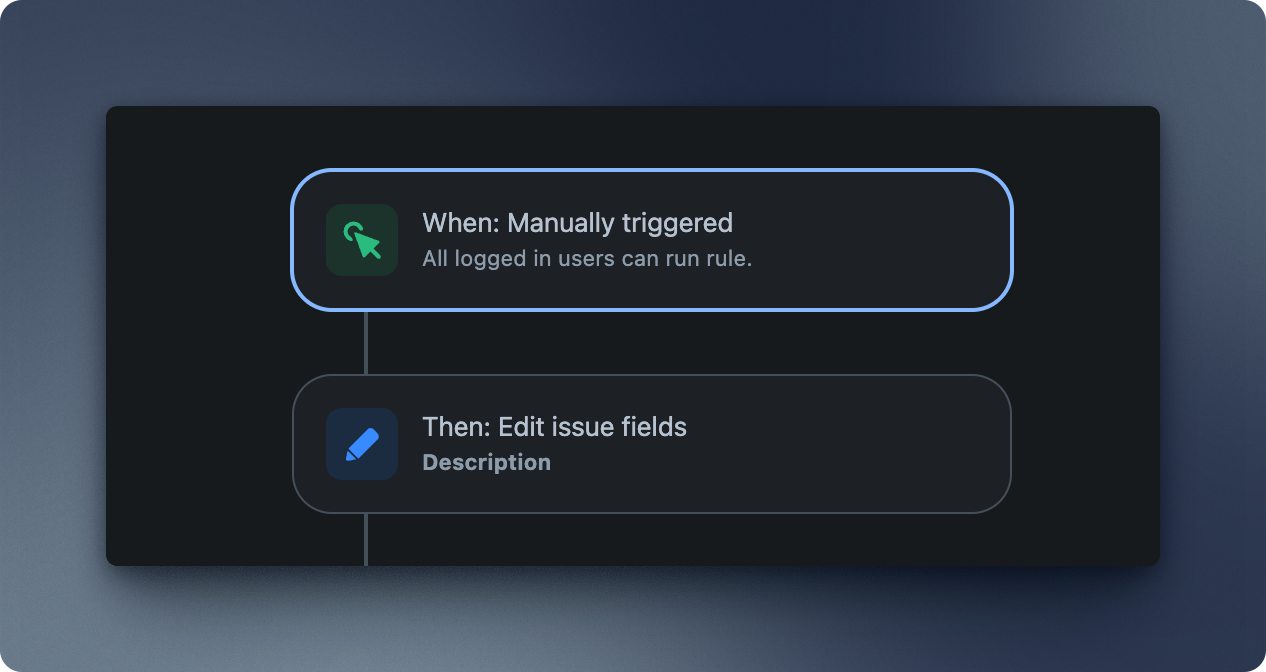 When: Manually triggered
All logged in users can run rule.
Then: Edit issue fields
Description